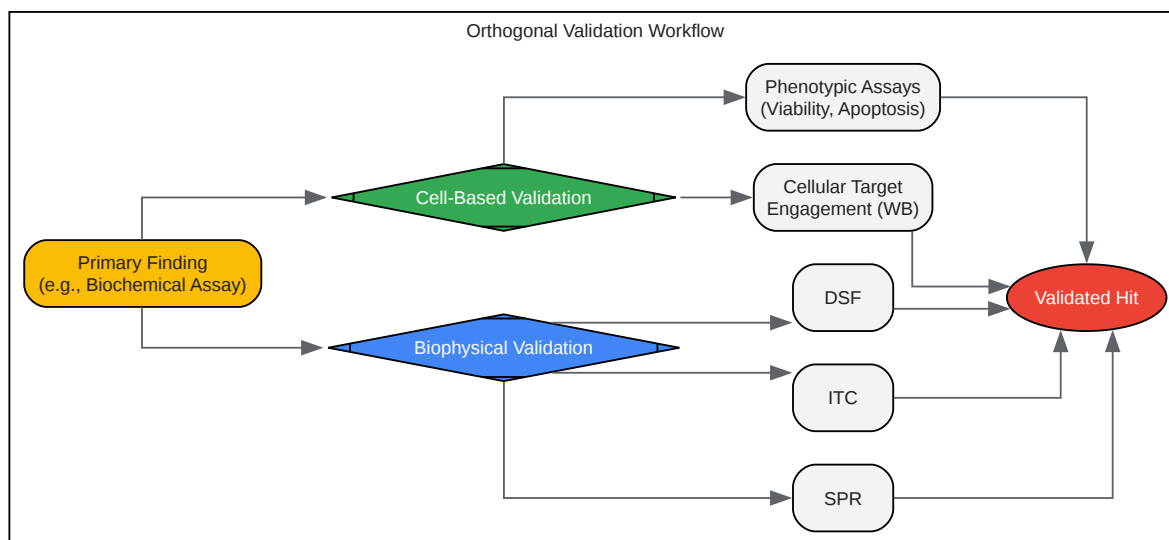 Orthogonal Validation Workflow
Phenotypic Assays
(Viability, Apoptosis)
Cell-Based Validation
Cellular Target
Engagement (WB)
Primary Finding
(e.g., Biochemical Assay)
DSF
Validated Hit
Biophysical Validation
ITC
SPR